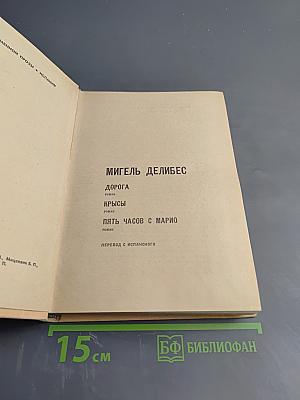 МИГЕЛЬ ДЕЛИБЕС
ДОРОГА
роман
КРЫСЫ
роман
ПЯТЬ ЧАСОВ С МАРИО
роман
ПЕРЕВОД С ИСПАНСКОГО
15 см
БФ БИБЛИОФАН